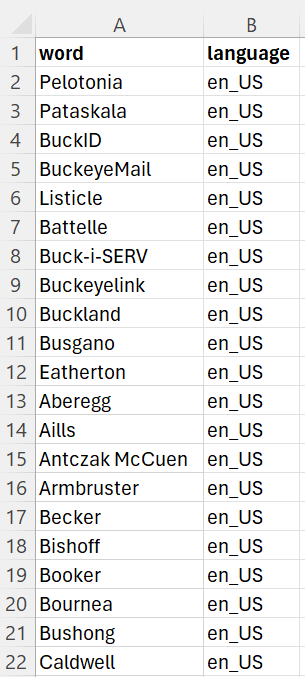 A B
1 word language
2 Pelotonia en_US
3 Pataskala en_US
4 BuckID en_US
5 BuckeyeMail en_US
6 Listicle en_US
7 Battelle en_US
8 Buck-i-SERV en_US
9 Buckeyelink en_US
10 Buckland en_US
11 Busgano en_US
12 Eatherton en_US
13 Aberegg en_US
14 Aills en_US
15 Antczak McCuen en_US
16 Armbruster en_US
17 Becker en_US
18 Bishoff en_US
19 Booker en_US
20 Bournea en_US
21 Bushong en_US
22 Caldwell en_US